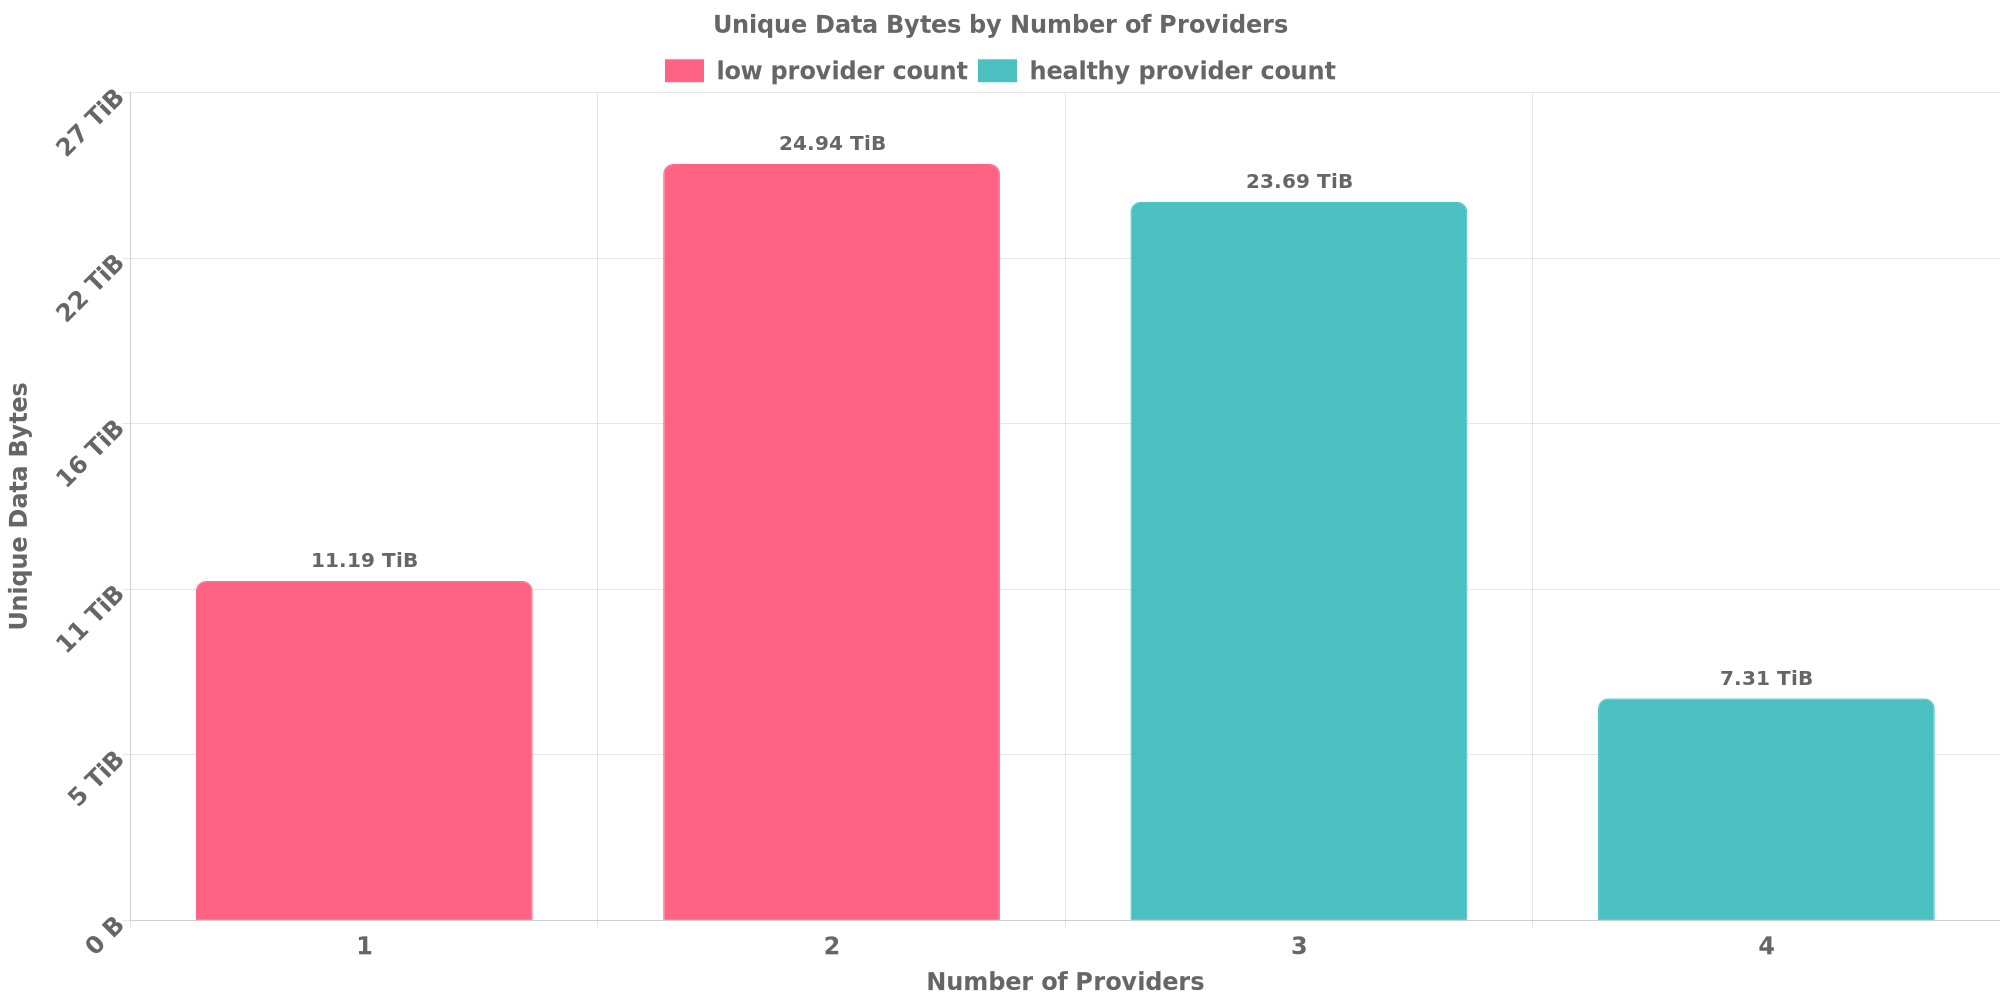 Unique Data Bytes by Number of Providers
low provider count healthy provider count
27 TiB
22 TiB
16 TiB
11 TiB
5 TiB
0 B
Unique Data Bytes
11.19 TiB
24.94 TiB
23.69 TiB
7.31 TiB
1 2 3 4
Number of Providers